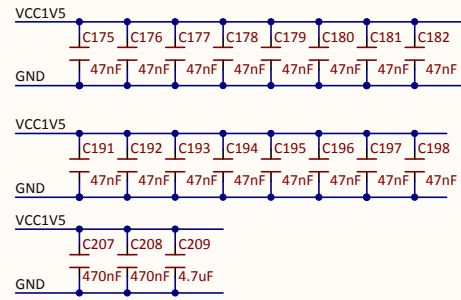 VCC1V5
C175 C176 C177 C178 C179 C180 C181 C182
47nF 47nF 47nF 47nF 47nF 47nF 47nF 47nF
GND
VCC1V5
C191 C192 C193 C194 C195 C196 C197 C198
47nF 47nF 47nF 47nF 47nF 47nF 47nF 47nF
GND
VCC1V5
C207 C208 C209
470nF 470nF 4.7uF
GND